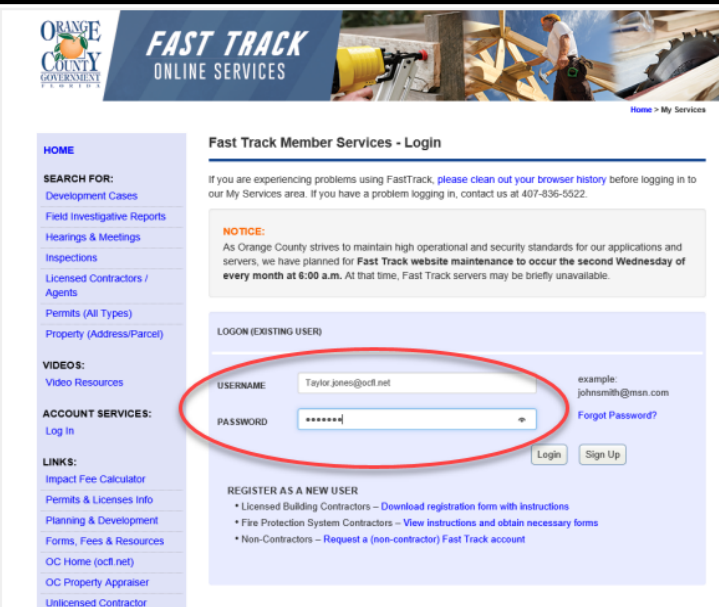 ORANGE
COUNTY
GOVERNMENT
FLORIDA
FAST TRACK
ONLINE SERVICES
Home > My Services
HOME
SEARCH FOR:
Development Cases
Field Investigative Reports
Hearings & Meetings
Inspections
Licensed Contractors /
Agents
Permits (All Types)
Property (Address/Parcel)
VIDEOS:
Video Resources
ACCOUNT SERVICES:
Log In
LINKS:
Impact Fee Calculator
Permits & Licenses Info
Planning & Development
Forms, Fees & Resources
OC Home (ocfl.net)
OC Property Appraiser
Unlicensed Contractor
Fast Track Member Services - Login
If you are experiencing problems using FastTrack, please clean out your browser history before logging in to
our My Services area. If you have a problem logging in, contact us at 407-836-5522.
NOTICE:
As Orange County strives to maintain high operational and security standards for our applications and
servers, we have planned for Fast Track website maintenance to occur the second Wednesday of
every month at 6:00 a.m. At that time, Fast Track servers may be briefly unavailable.
LOGON (EXISTING USER)
USERNAME
Taylor.jones@ocfl.net
example:
johnsmith@msn.com
PASSWORD
•••••••
Forgot Password?
Login
Sign Up
REGISTER AS A NEW USER
• Licensed Building Contractors – Download registration form with instructions
• Fire Protection System Contractors – View instructions and obtain necessary forms
• Non-Contractors – Request a (non-contractor) Fast Track account